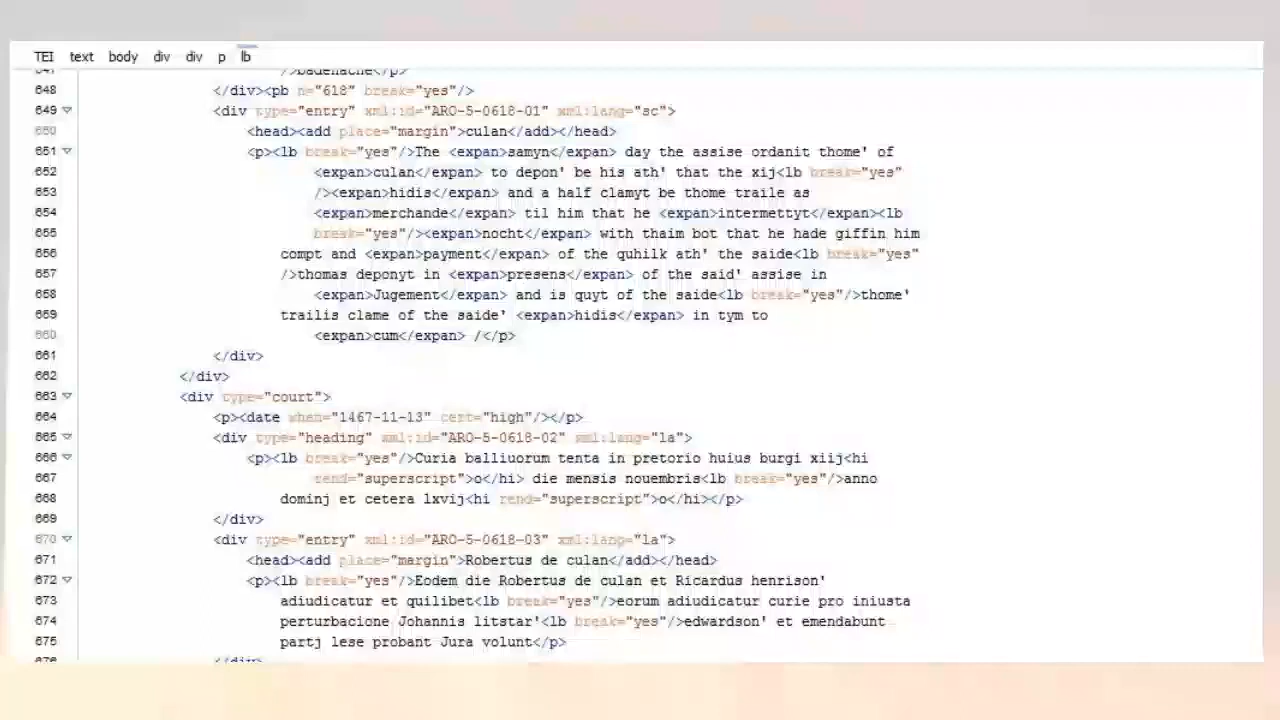 TEI text body div div p lb
647 />badenache</p>
648 </div><pb n="618" break="yes"/>
649 <div type="entry" xml:id="ARO-5-0618-01" xml:lang="sc">
650 <head><add place="margin">culan</add></head>
651 <p><lb break="yes"/>The <expan>samyn</expan> day the assise ordanit thome' of
652 <expan>culan</expan> to depon' be his ath' that the xij<lb break="yes"
653 /><expan>hidis</expan> and a half clamyt be thome traile as
654 <expan>merchande</expan> til him that he <expan>intermettyt</expan><lb
655 break="yes"/><expan>nocht</expan> with thaim bot that he hade giffin him
656 compt and <expan>payment</expan> of the quhilk ath' the saide<lb break="yes"
657 />thomas deponyt in <expan>presens</expan> of the said' assise in
658 <expan>Jugement</expan> and is quyt of the saide<lb break="yes"/>thome'
659 trailis clame of the saide' <expan>hidis</expan> in tym to
660 <expan>cum</expan> /</p>
661 </div>
662 </div>
663 <div type="court">
664 <p><date when="1467-11-13" cert="high"/></p>
665 <div type="heading" xml:id="ARO-5-0618-02" xml:lang="la">
666 <p><lb break="yes"/>Curia balliuorum tenta in pretorio huius burgi xiij<hi
667 rend="superscript">o</hi> die mensis nouembris<lb break="yes"/>anno
668 dominj et cetera lxvij<hi rend="superscript">o</hi></p>
669 </div>
670 <div type="entry" xml:id="ARO-5-0618-03" xml:lang="la">
671 <head><add place="margin">Robertus de culan</add></head>
672 <p><lb break="yes"/>Eodem die Robertus de culan et Ricardus henrison'
673 adiudicatur et quilibet<lb break="yes"/>eorum adiudicatur curie pro iniusta
674 perturbacione Johannis litstar'<lb break="yes"/>edwardson' et emendabunt
675 partj lese probant Jura volunt</p>
676 </div>